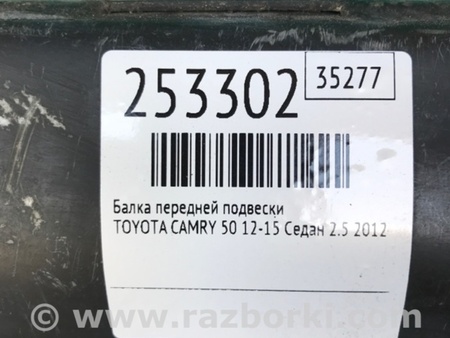 253302
35277
Балка передней подвески
TOYOTA CAMRY 50 12-15 Седан 2.5 2012
© www.razborki.com